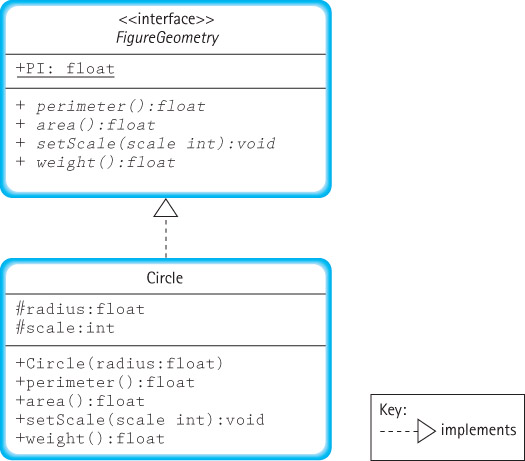 <<interface>>
FigureGeometry
+PI: float
+ perimeter():float
+ area():float
+ setScale(scale int):void
+ weight():float
Circle
#radius:float
#scale:int
+Circle(radius:float)
+perimeter():float
+area():float
+setScale(scale int):void
+weight():float
Key:
implements